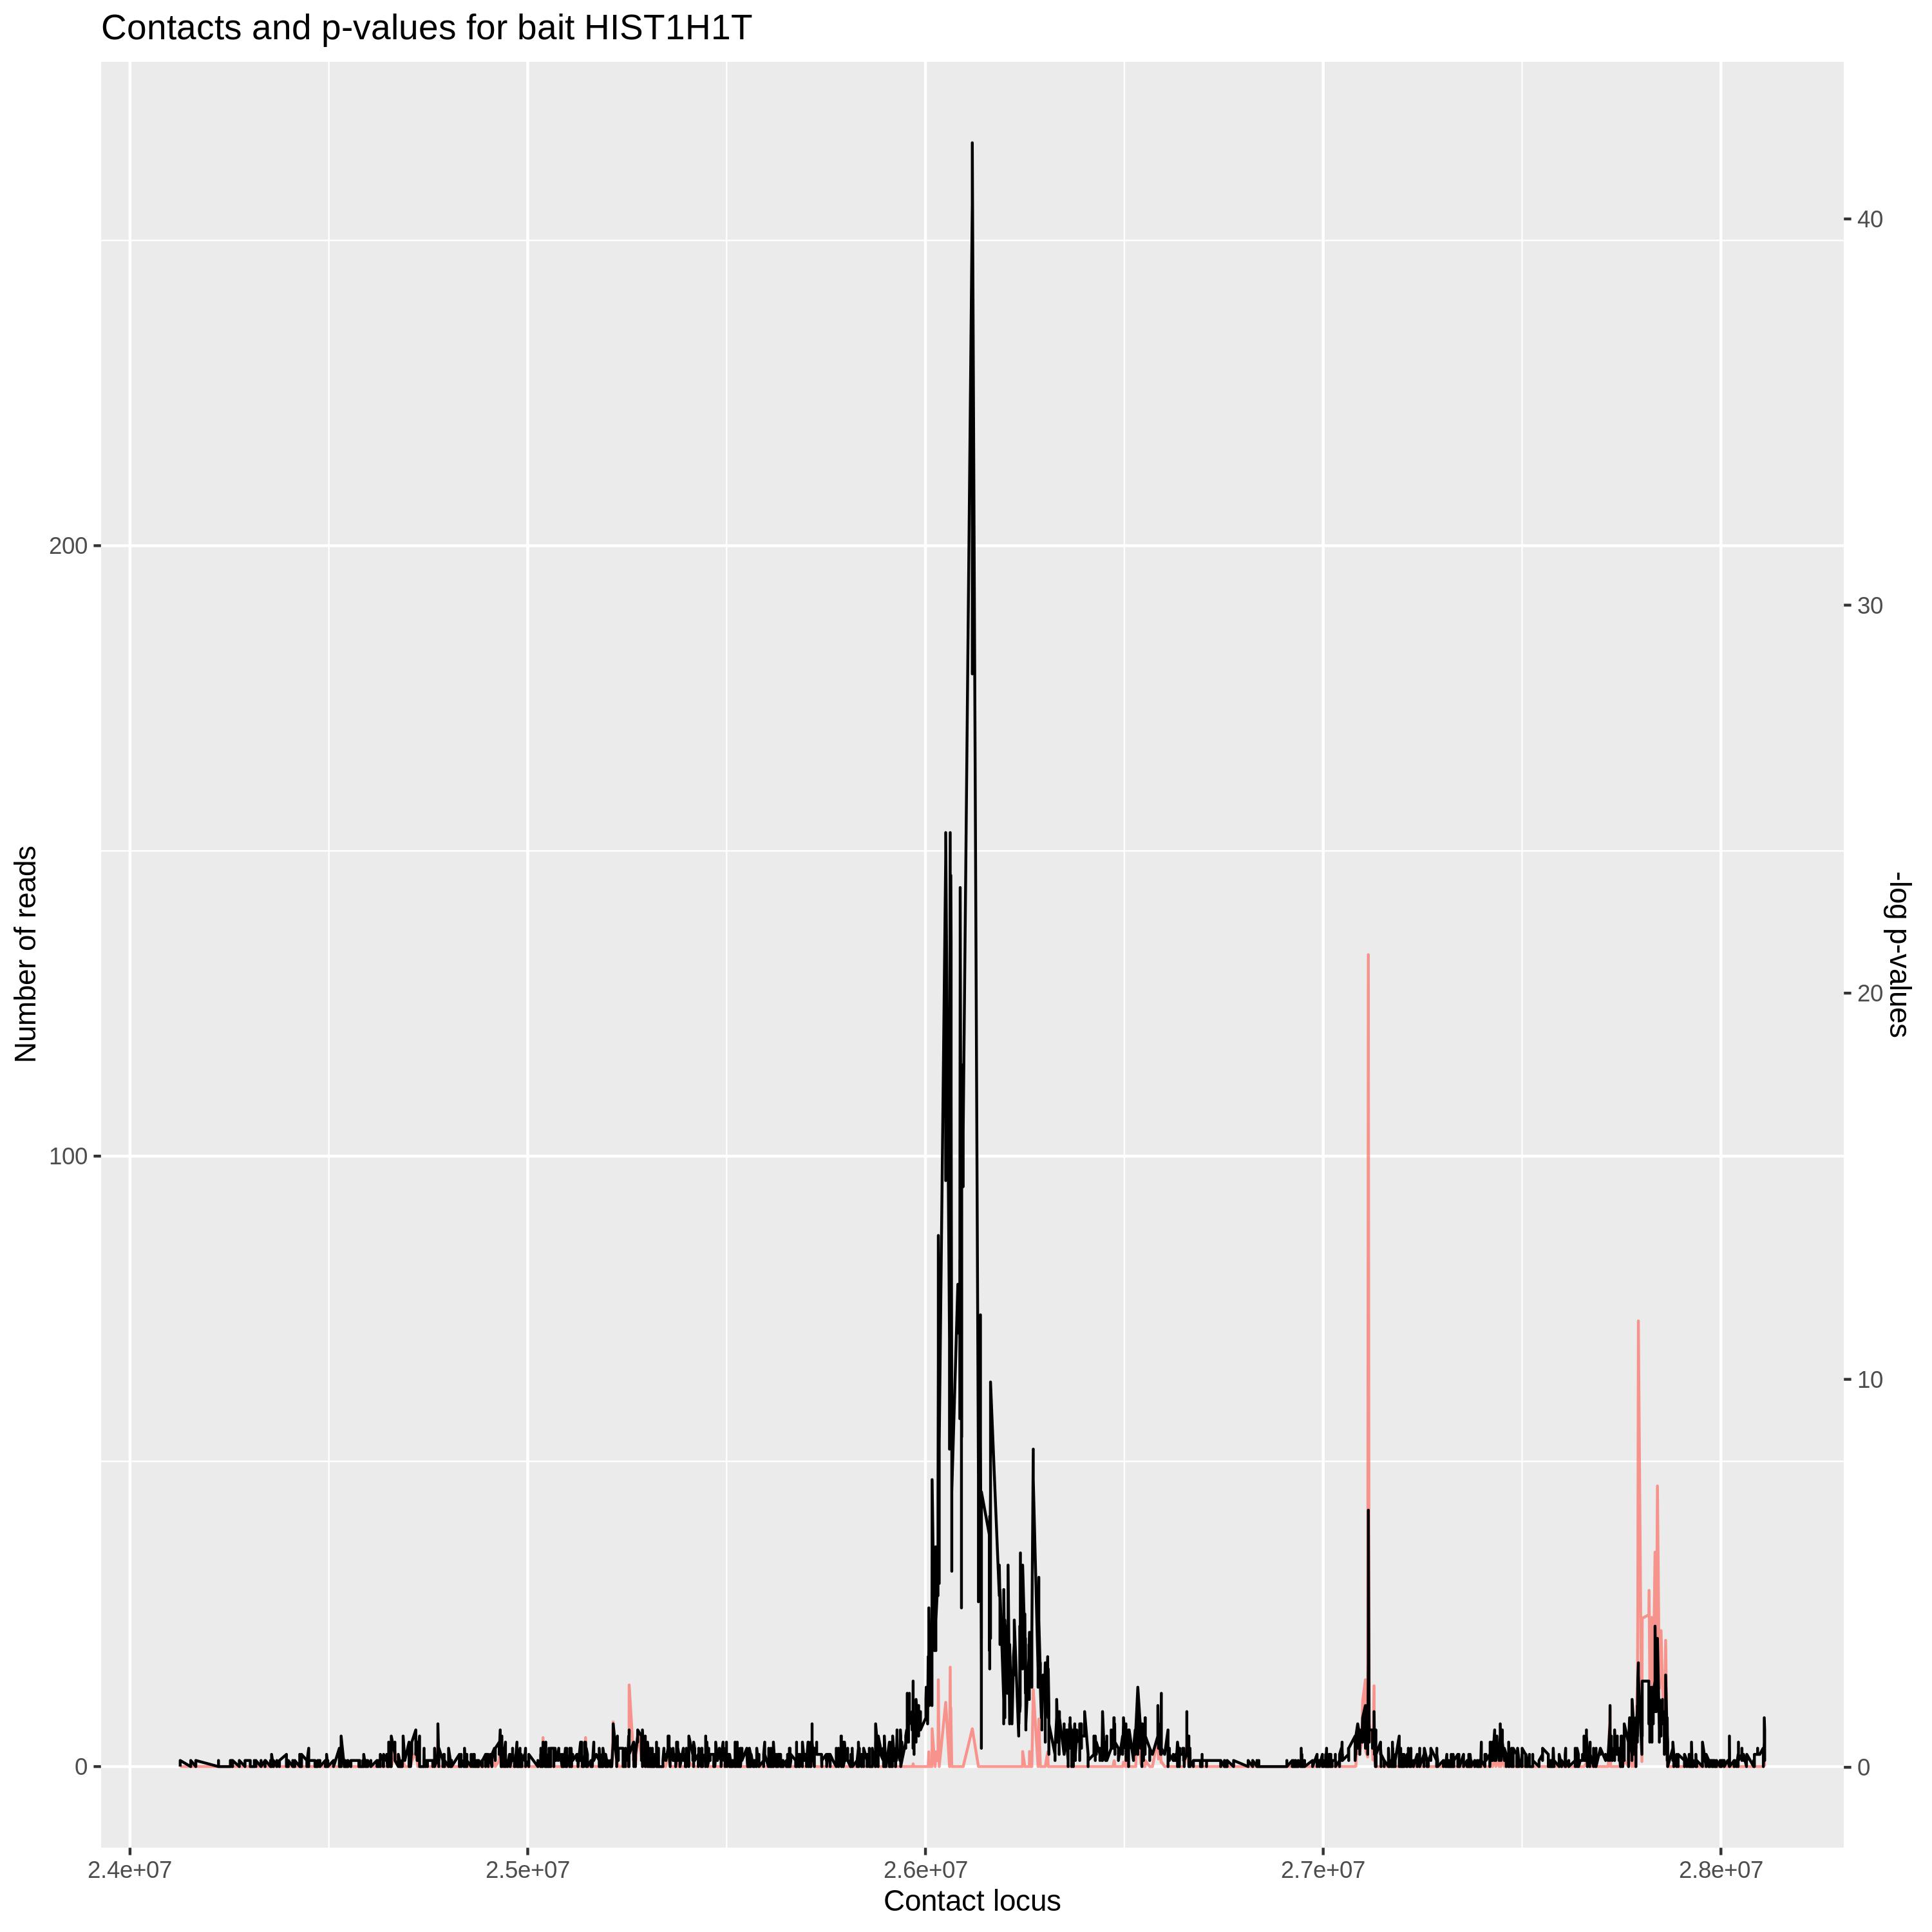 Contacts and p-values for bait HIST1H1T
Number of reads
200
100
0
40
30
20
10
0
-log p-values
2.4e+07
2.5e+07
2.6e+07
2.7e+07
2.8e+07
Contact locus